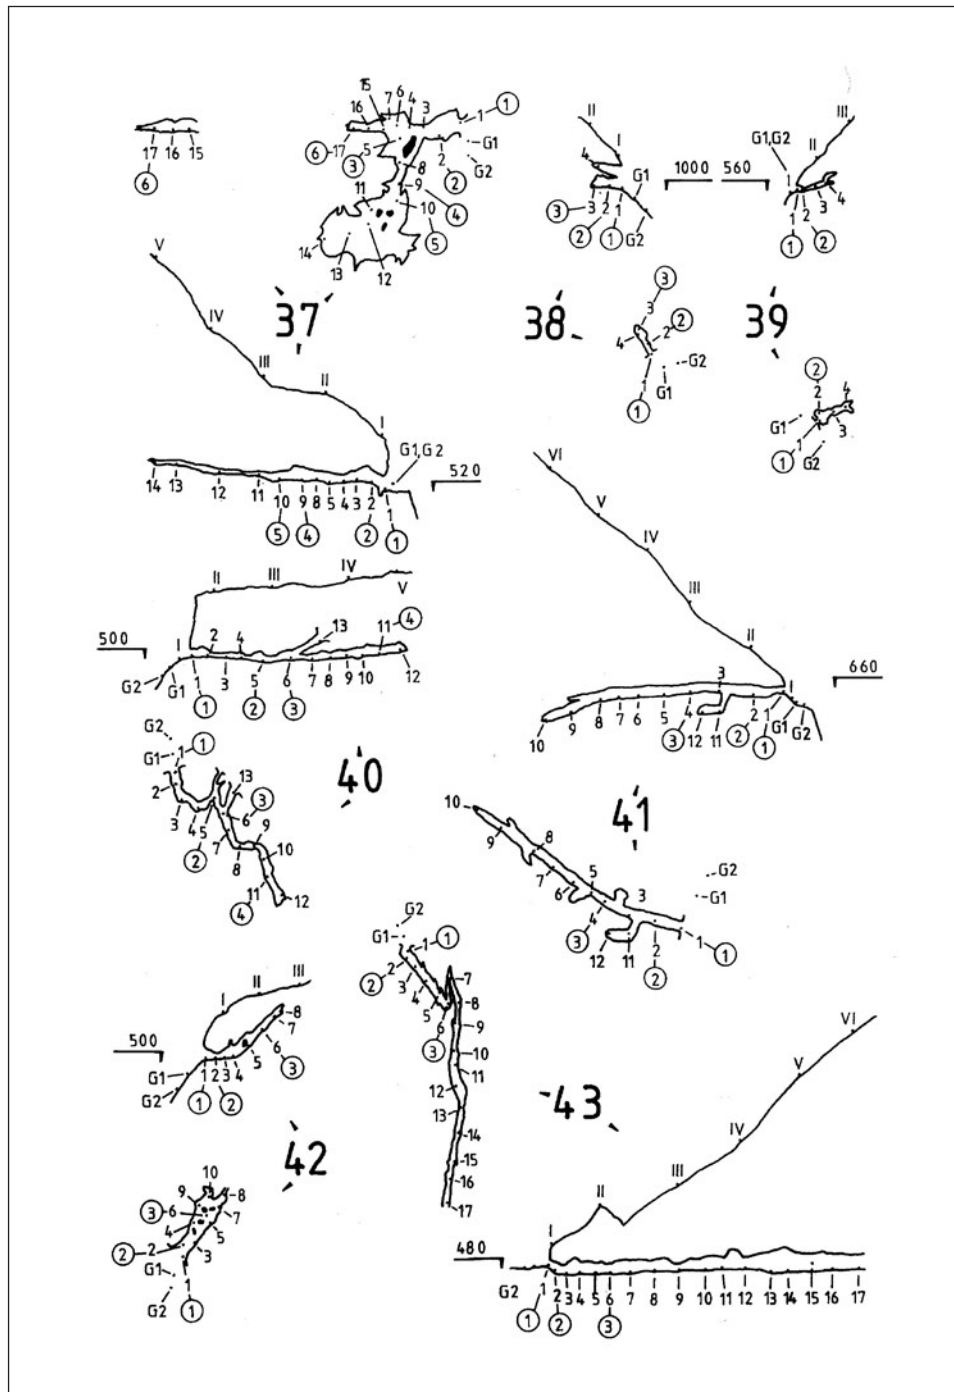 17 16 15
6
15 7 6 4 3 1 1
16
6 17 3 5 2 2 G1 G2
8 9 4
11 10 5
14 13 12
37
V IV III II I
G1,G2
520
14 13 12 11 10 9 8 5 4 3 2 1
5 4 2 1
II I
4
G1
1000
3 3 2 1
2 1 G2
38
3
3 2 2
4 G2
1 G1
1
560
G1,G2
III
II
1
4
1 2 3
1 2
39
2
2 4
G1 1 3
1 G2
500
I II III IV V
2 4 13 11 4
G2 G1 1 3 5 6 7 8 9 10 12
1 2 3
40
G2
G1 1 1
2 3 4 5 13
6 3
2 7 8 9
10
11 12
4
VI V IV III II
660
I
3
10 9 8 7 6 5 4 2 1 G1 G2
3 12 11 2 1
41
10 9 8 7 6 5 3
G2
G1
4 3 12 11 2 2 1 1
500
I II III
8 7 6 3
G1 1 2 3 4 5
G2 1 2
42
10
9 8
3 6 7
4 5
2 2 3
G1 1
G2 1
G2
G1 1 1
2 2 3 4 5 6 7
3 8 9 10 11 12 13 14 15 16 17
43
VI V IV III II I
480
G2 1 2 3 4 5 6 7 8 9 10 11 12 13 14 15 16 17
1 2 3